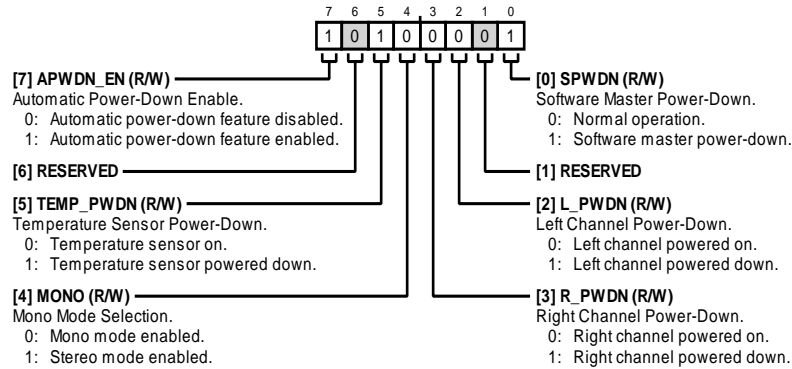 7 6 5 4 3 2 1 0
1 0 1 0 0 0 0 1
[7] APWDN_EN (R/W)
Automatic Power-Down Enable.
0: Automatic power-down feature disabled.
1: Automatic power-down feature enabled.
[6] RESERVED
[5] TEMP_PWDN (R/W)
Temperature Sensor Power-Down.
0: Temperature sensor on.
1: Temperature sensor powered down.
[4] MONO (R/W)
Mono Mode Selection.
0: Mono mode enabled.
1: Stereo mode enabled.
[0] SPWDN (R/W)
Software Master Power-Down.
0: Normal operation.
1: Software master power-down.
[1] RESERVED
[2] L_PWDN (R/W)
Left Channel Power-Down.
0: Left channel powered on.
1: Left channel powered down.
[3] R_PWDN (R/W)
Right Channel Power-Down.
0: Right channel powered on.
1: Right channel powered down.